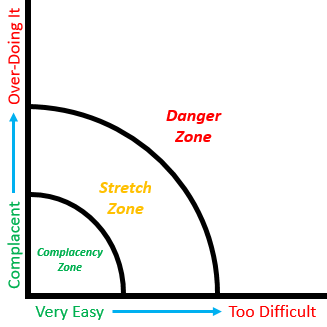 Over-Doing It
Complacent
Danger
Zone
Stretch
Zone
Complacency
Zone
Very Easy
Too Difficult